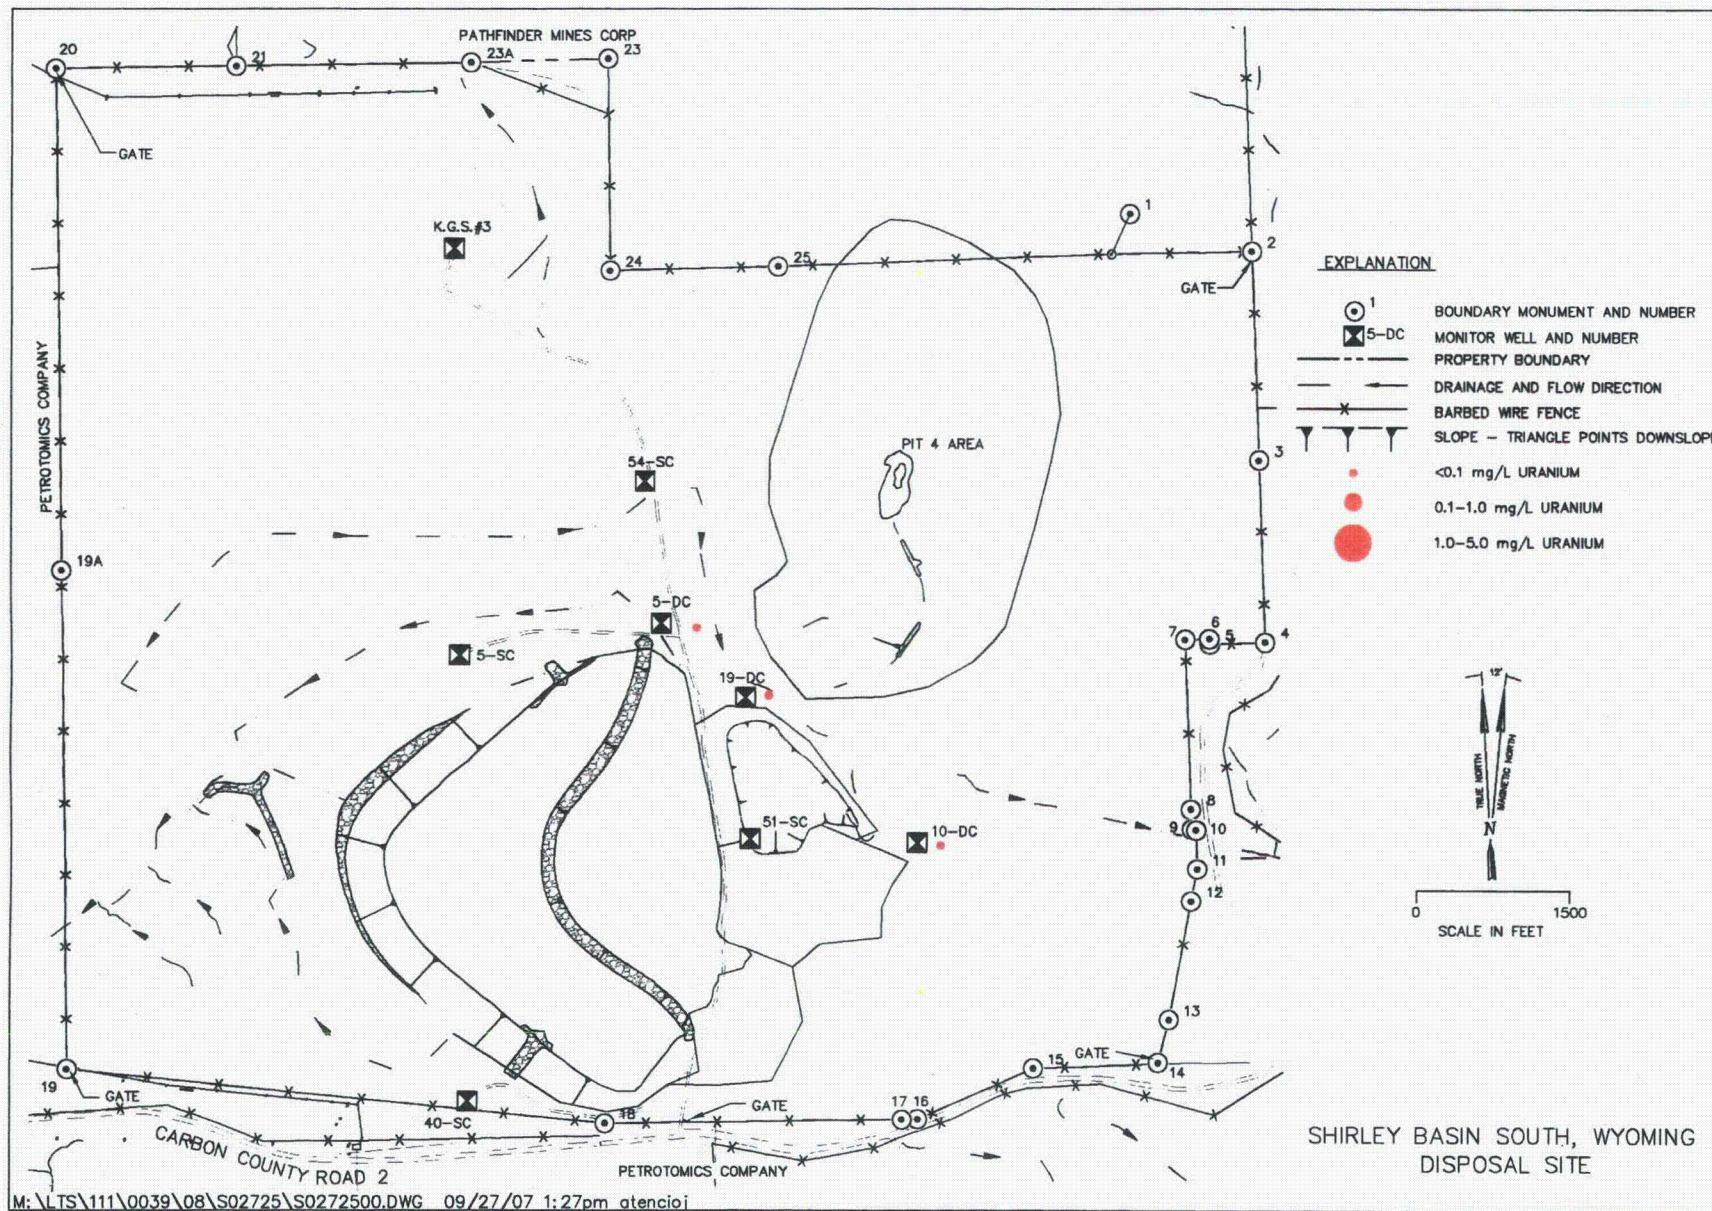 PATHFINDER MINES CORP
20
21
23A
23
GATE
K.G.S.#3
1
2
24
25
GATE
EXPLANATION
1 BOUNDARY MONUMENT AND NUMBER
5-DC MONITOR WELL AND NUMBER
PROPERTY BOUNDARY
DRAINAGE AND FLOW DIRECTION
BARBED WIRE FENCE
SLOPE – TRIANGLE POINTS DOWNSLOPE
<0.1 mg/L URANIUM
0.1–1.0 mg/L URANIUM
1.0–5.0 mg/L URANIUM
PETROTOMICS COMPANY
PIT 4 AREA
3
54-SC
19A
5-DC
5-SC
7
6
5
4
19-DC
12°
TRUE NORTH
MAGNETIC NORTH
N
51-SC
10-DC
8
9
10
11
12
0
1500
SCALE IN FEET
13
15
GATE
14
19
GATE
40-SC
18
GATE
17
16
CARBON COUNTY ROAD 2
PETROTOMICS COMPANY
SHIRLEY BASIN SOUTH, WYOMING
DISPOSAL SITE
M:\LTS\111\0039\08\S02725\S0272500.DWG 09/27/07 1:27pm atencioj